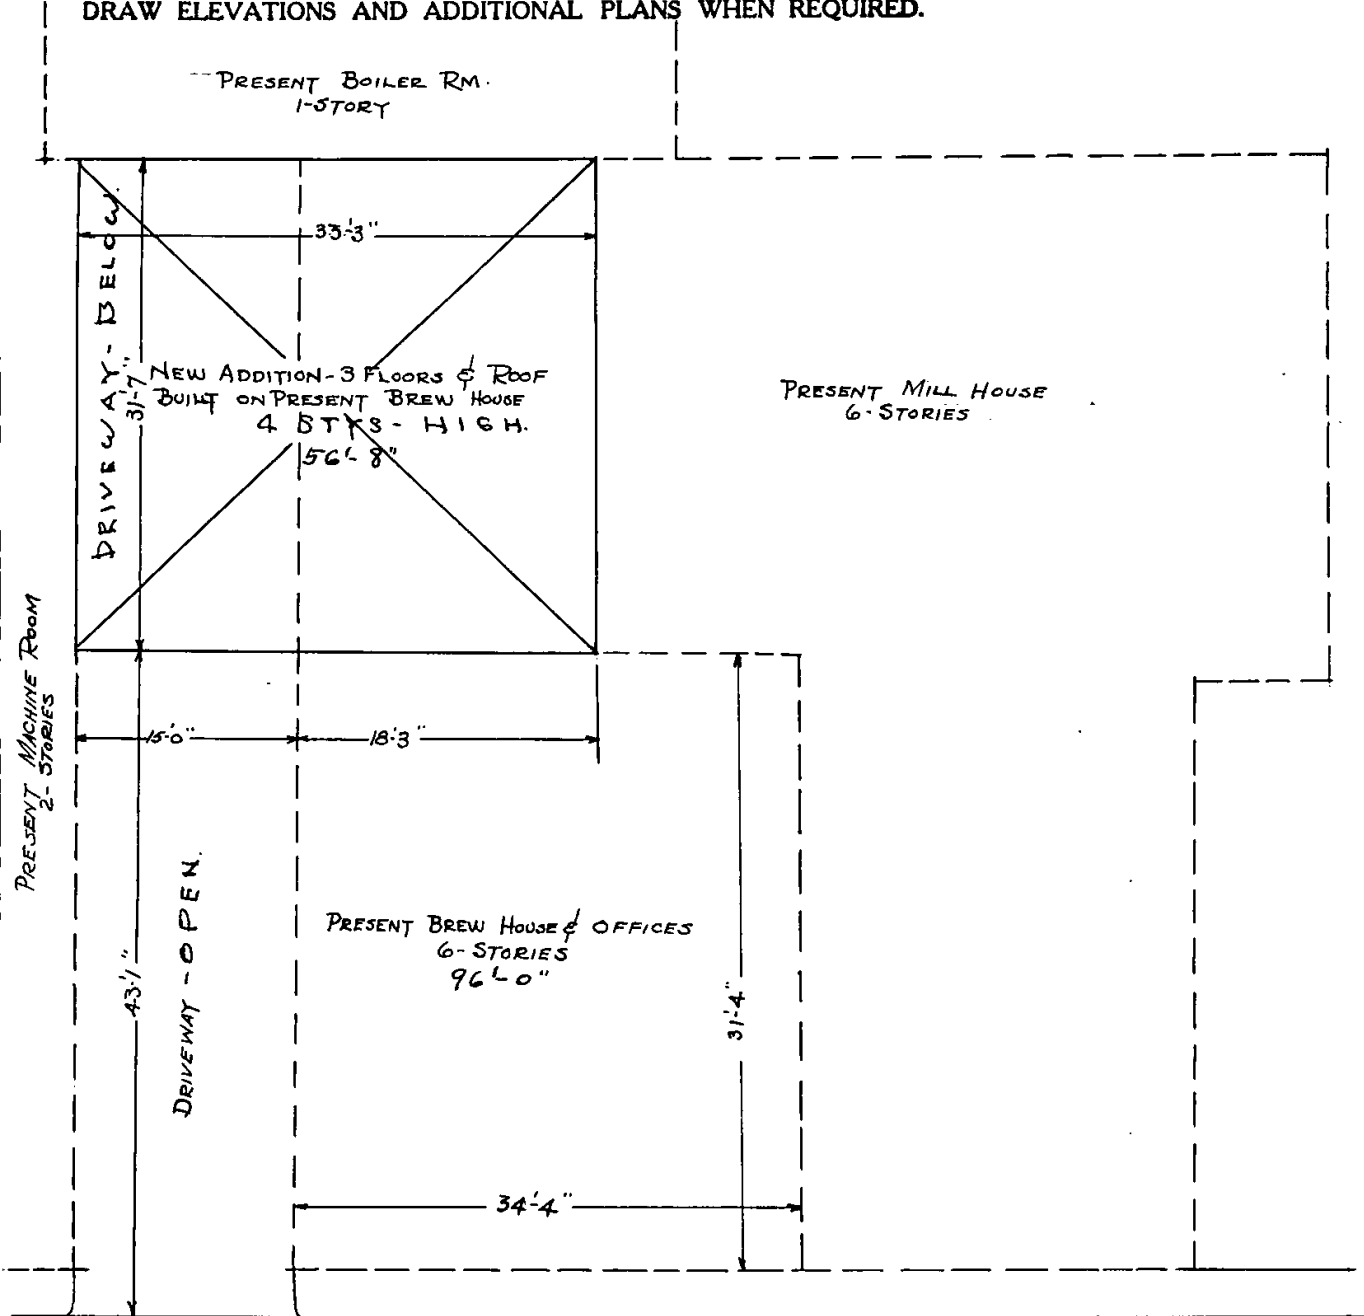 DRAW ELEVATIONS AND ADDITIONAL PLANS WHEN REQUIRED.
PRESENT BOILER RM.
1-STORY
33'-3"
DRIVEWAY-BELOW.
31'-7"
NEW ADDITION-3 FLOORS & ROOF
BUILT ON PRESENT BREW HOUSE
4 STYS-HIGH.
56'-8"
PRESENT MILL HOUSE
6-STORIES
PRESENT MACHINE ROOM
2-STORIES
15'-0"
18'-3"
DRIVEWAY-OPEN.
43'-1"
PRESENT BREW HOUSE & OFFICES
6-STORIES
96'-0"
31'-4"
34'-4"